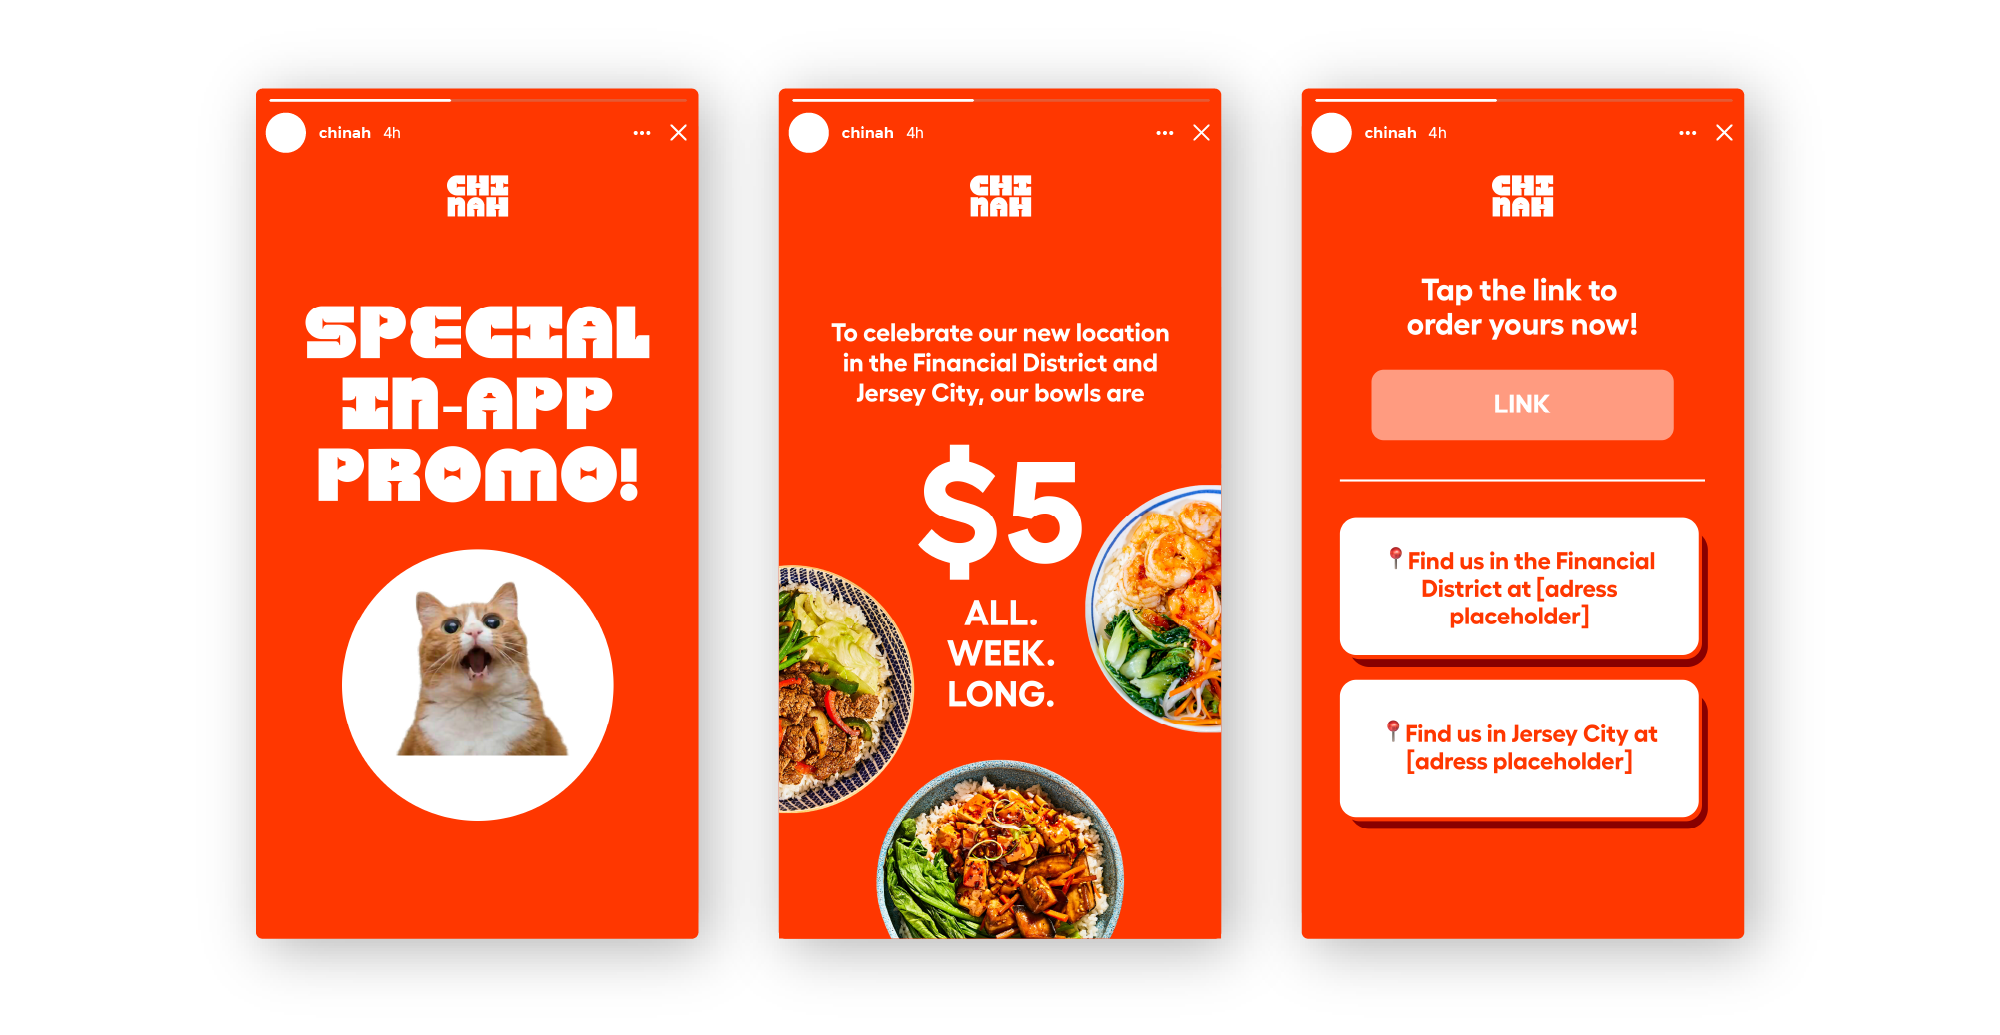 chinah 4h
CHI
NAH
SPECIAL
IN-APP
PROMO!
chinah 4h
CHI
NAH
To celebrate our new location
in the Financial District and
Jersey City, our bowls are
$5
ALL.
WEEK.
LONG.
chinah 4h
CHI
NAH
Tap the link to
order yours now!
LINK
📍Find us in the Financial
District at [adress
placeholder]
📍Find us in Jersey City at
[adress placeholder]